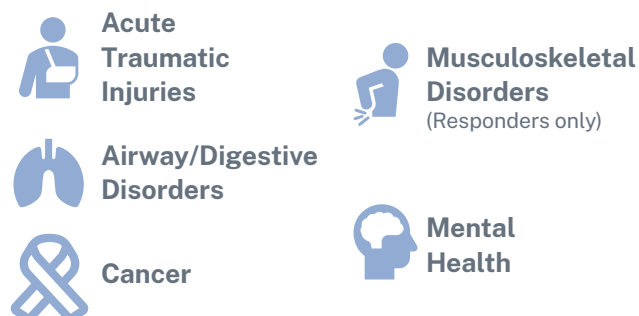 Acute
Traumatic
Injuries
Airway/Digestive
Disorders
Cancer
Musculoskeletal
Disorders
(Responders only)
Mental
Health